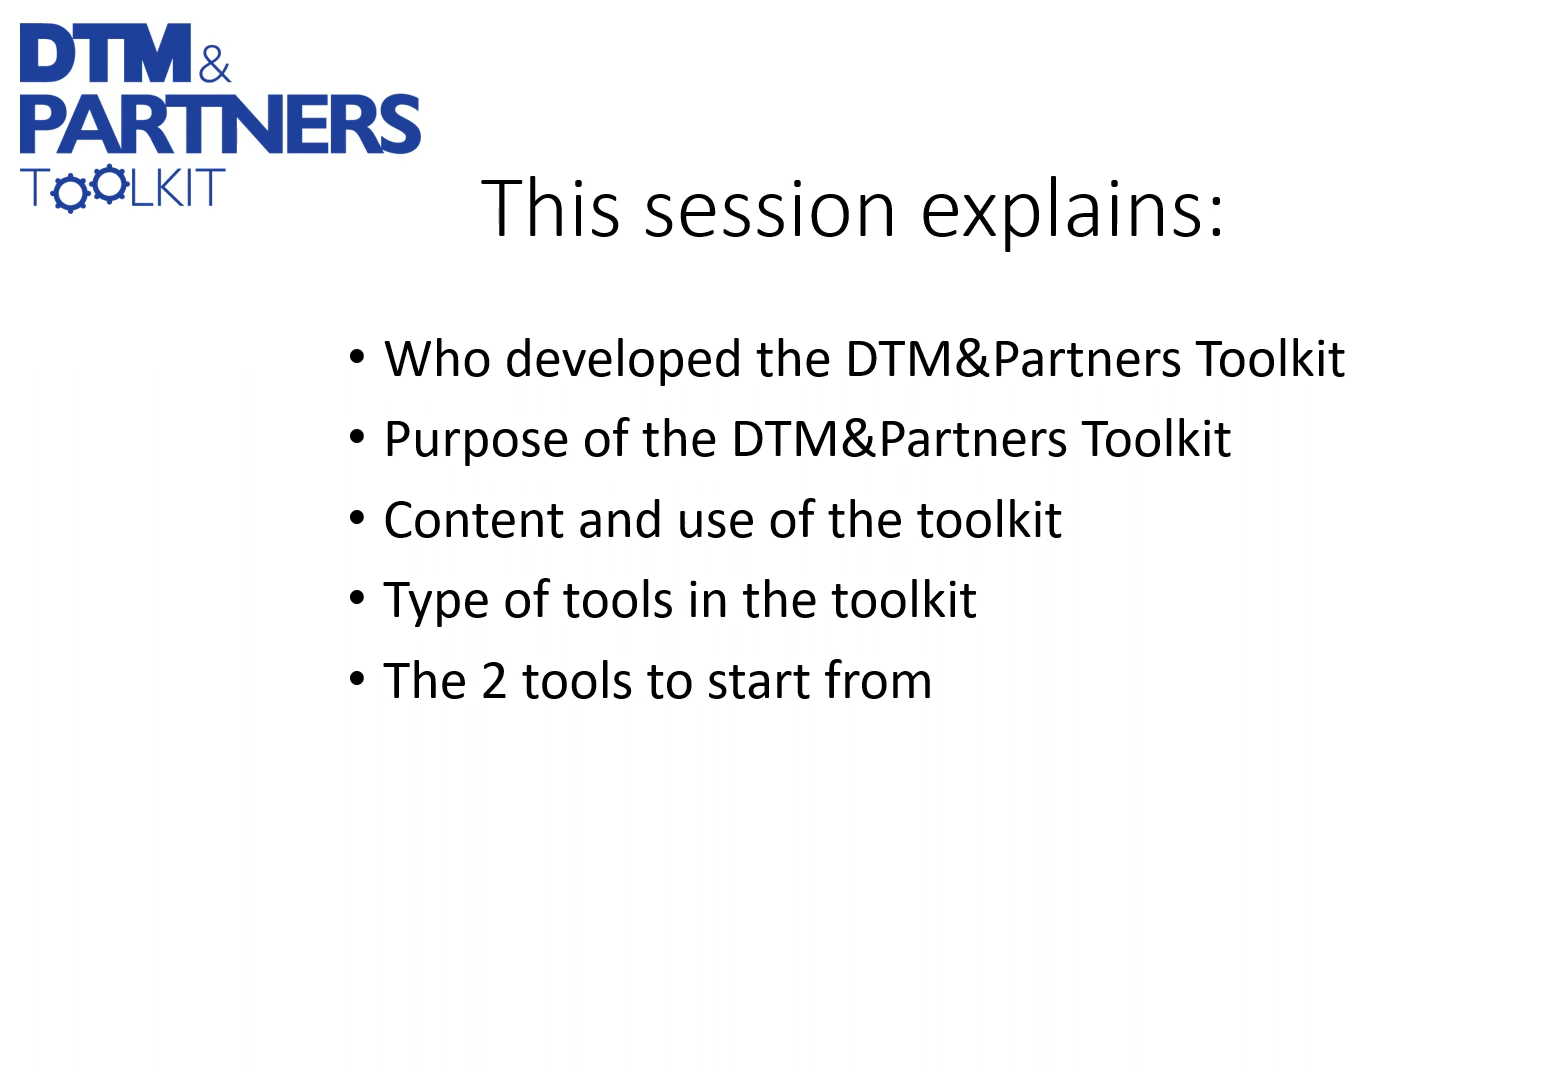 DTM&
PARTNERS
TOOLKIT
This session explains:
• Who developed the DTM&Partners Toolkit
• Purpose of the DTM&Partners Toolkit
• Content and use of the toolkit
• Type of tools in the toolkit
• The 2 tools to start from